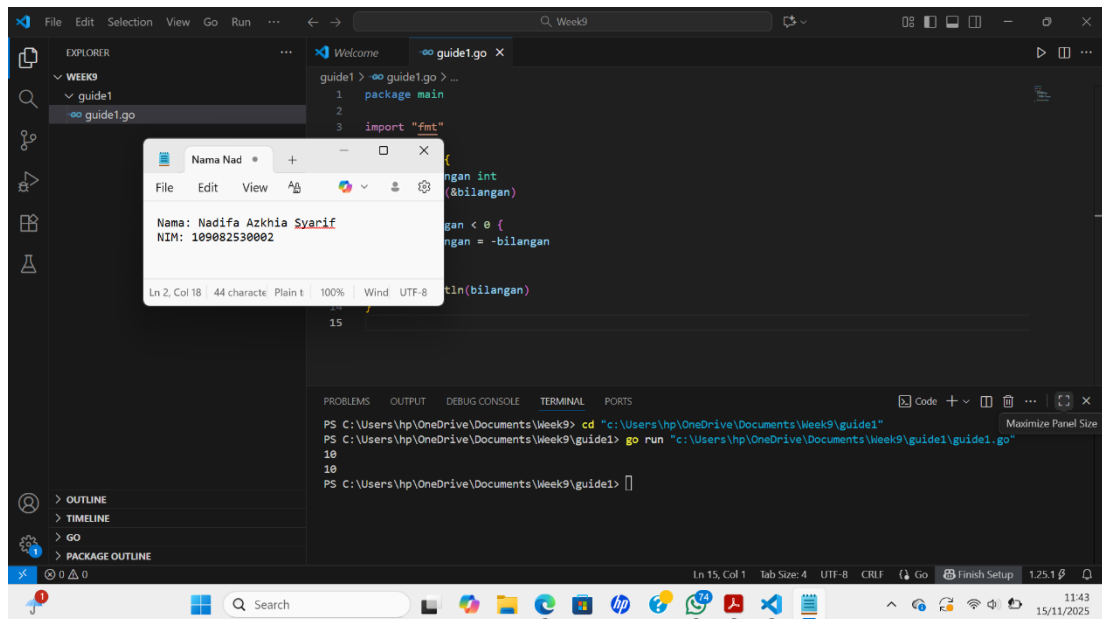 File Edit Selection View Go Run ··· Week9
EXPLORER ···
WEEK9
guide1
guide1.go
Welcome
guide1.go
guide1 > guide1.go > ...
1 package main
2
3 import "fmt"
{
ngan int
(&bilangan)
gan < 0 {
ngan = -bilangan
tln(bilangan)
14 }
15
Nama Nad
File Edit View
Nama: Nadifa Azkhia Syarif
NIM: 109082530002
Ln 2, Col 18 44 characte Plain t 100% Wind UTF-8
PROBLEMS OUTPUT DEBUG CONSOLE TERMINAL PORTS
Code
Maximize Panel Size
PS C:\Users\hp\OneDrive\Documents\Week9> cd "c:\Users\hp\OneDrive\Documents\Week9\guide1"
PS C:\Users\hp\OneDrive\Documents\Week9\guide1> go run "c:\Users\hp\OneDrive\Documents\Week9\guide1\guide1.go"
10
10
PS C:\Users\hp\OneDrive\Documents\Week9\guide1>
OUTLINE
TIMELINE
GO
PACKAGE OUTLINE
1
0 0 Ln 15, Col 1 Tab Size: 4 UTF-8 CRLF Go Finish Setup 1.25.1
1
Search
hp
74
11:43
15/11/2025